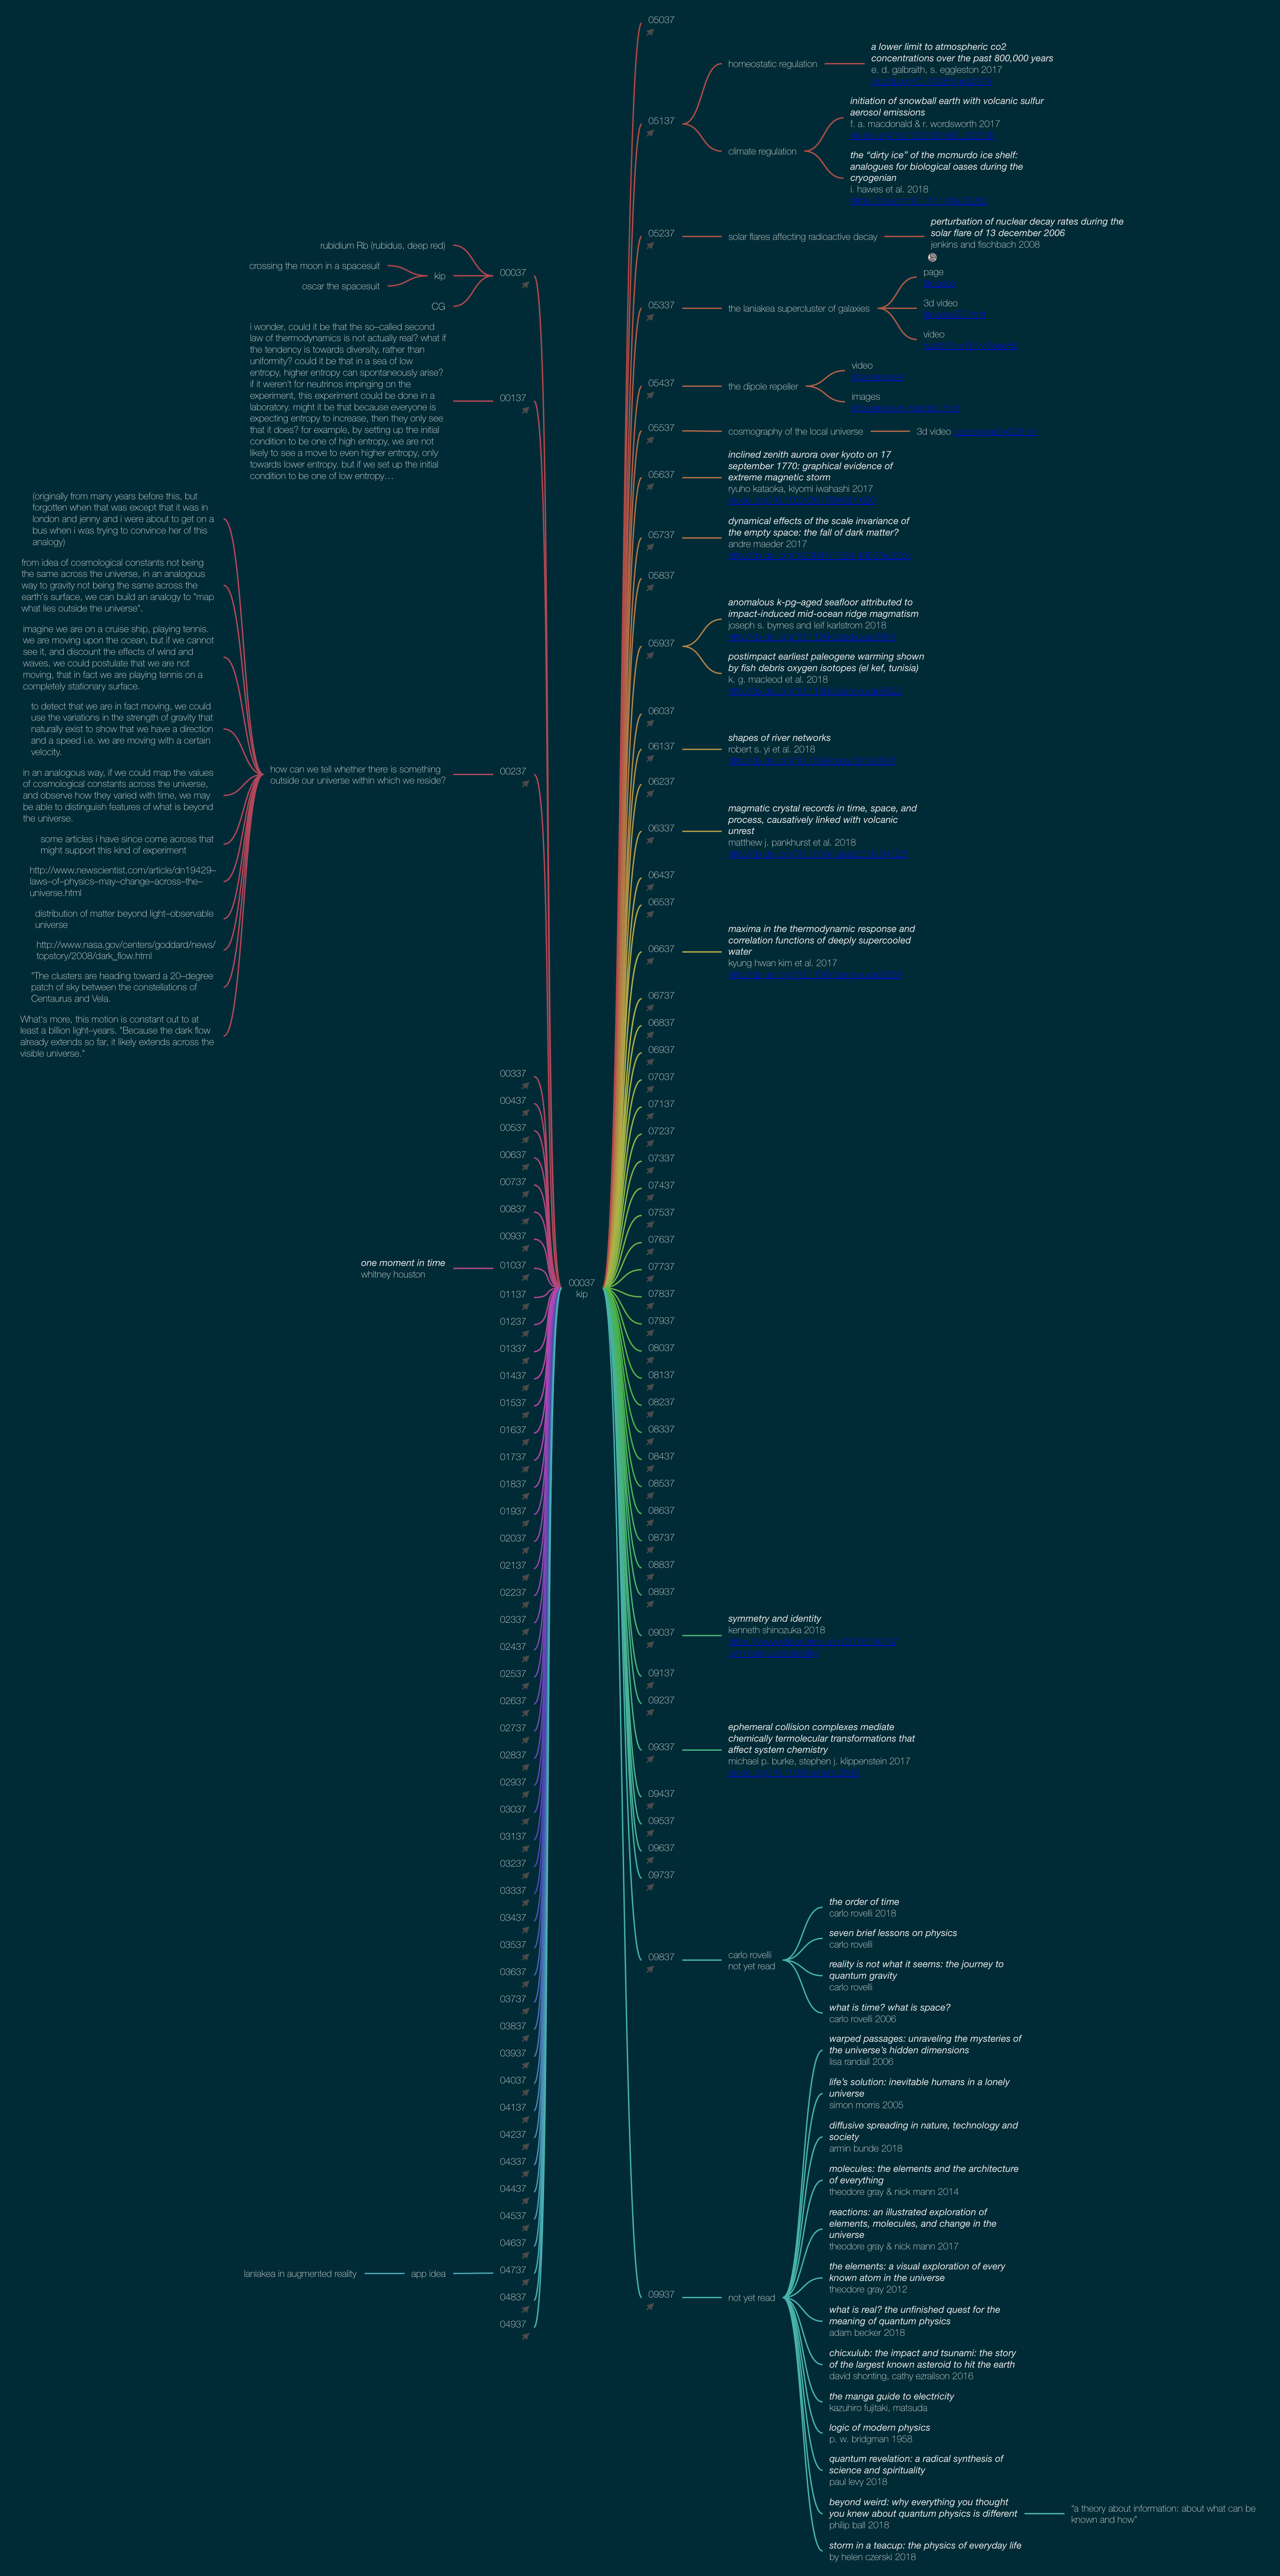 rubidium Rb (rubidus, deep red)
crossing the moon in a spacesuit
oscar the spacesuit
kip
CG
00037
i wonder, could it be that the so–called second
law of thermodynamics is not actually real? what if
the tendency is towards diversity, rather than
uniformity? could it be that in a sea of low
entropy, higher entropy can spontaneously arise?
if it weren't for neutrinos impinging on the
experiment, this experiment could be done in a
laboratory. might it be that because everyone is
expecting entropy to increase, then they only see
that it does? for example, by setting up the initial
condition to be one of high entropy, we are not
likely to see a move to even higher entropy, only
towards lower entropy. but if we set up the initial
condition to be one of low entropy…
00137
(originally from many years before this, but
forgotten when that was except that it was in
london and jenny and i were about to get on a
bus when i was trying to convince her of this
analogy)
from idea of cosmological constants not being
the same across the universe, in an analogous
way to gravity not being the same across the
earth's surface, we can build an analogy to "map
what lies outside the universe".
imagine we are on a cruise ship, playing tennis.
we are moving upon the ocean, but if we cannot
see it, and discount the effects of wind and
waves, we could postulate that we are not
moving, that in fact we are playing tennis on a
completely stationary surface.
to detect that we are in fact moving, we could
use the variations in the strength of gravity that
naturally exist to show that we have a direction
and a speed i.e. we are moving with a certain
velocity.
in an analogous way, if we could map the values
of cosmological constants across the universe,
and observe how they varied with time, we may
be able to distinguish features of what is beyond
the universe.
some articles i have since come across that
might support this kind of experiment
http://www.newscientist.com/article/dn19429–
laws–of–physics–may–change–across–the–
universe.html
distribution of matter beyond light–observable
universe
http://www.nasa.gov/centers/goddard/news/
topstory/2008/dark_flow.html
"The clusters are heading toward a 20–degree
patch of sky between the constellations of
Centaurus and Vela.
What's more, this motion is constant out to at
least a billion light–years. "Because the dark flow
already extends so far, it likely extends across the
visible universe."
how can we tell whether there is something
outside our universe within which we reside?
00237
00337
00437
00537
00637
00737
00837
00937
one moment in time
whitney houston
01037
01137
01237
01337
01437
01537
01637
01737
01837
01937
02037
02137
02237
02337
02437
02537
02637
02737
02837
02937
03037
03137
03237
03337
03437
03537
03637
03737
03837
03937
04037
04137
04237
04337
04437
04537
04637
laniakea in augmented reality
app idea
04737
04837
04937
00037
kip
05037
05137
homeostatic regulation
a lower limit to atmospheric co2
concentrations over the past 800,000 years
e. d. galbraith, s. eggleston 2017
climate regulation
initiation of snowball earth with volcanic sulfur
aerosol emissions
f. a. macdonald & r. wordsworth 2017
the “dirty ice” of the mcmurdo ice shelf:
analogues for biological oases during the
cryogenian
i. hawes et al. 2018
05237
solar flares affecting radioactive decay
perturbation of nuclear decay rates during the
solar flare of 13 december 2006
jenkins and fischbach 2008
05337
the laniakea supercluster of galaxies
page
3d video
video
05437
the dipole repeller
video
images
05537
cosmography of the local universe
3d video
05637
inclined zenith aurora over kyoto on 17
september 1770: graphical evidence of
extreme magnetic storm
ryuho kataoka, kiyomi iwahashi 2017
05737
dynamical effects of the scale invariance of
the empty space: the fall of dark matter?
andre maeder 2017
05837
05937
anomalous k-pg–aged seafloor attributed to
impact-induced mid-ocean ridge magmatism
joseph s. byrnes and leif karlstrom 2018
postimpact earliest paleogene warming shown
by fish debris oxygen isotopes (el kef, tunisia)
k. g. macleod et al. 2018
06037
06137
shapes of river networks
robert s. yi et al. 2018
06237
06337
magmatic crystal records in time, space, and
process, causatively linked with volcanic
unrest
matthew j. pankhurst et al. 2018
06437
06537
06637
maxima in the thermodynamic response and
correlation functions of deeply supercooled
water
kyung hwan kim et al. 2017
06737
06837
06937
07037
07137
07237
07337
07437
07537
07637
07737
07837
07937
08037
08137
08237
08337
08437
08537
08637
08737
08837
08937
09037
symmetry and identity
kenneth shinozuka 2018
09137
09237
09337
ephemeral collision complexes mediate
chemically termolecular transformations that
affect system chemistry
michael p. burke, stephen j. klippenstein 2017
09437
09537
09637
09737
09837
carlo rovelli
not yet read
the order of time
carlo rovelli 2018
seven brief lessons on physics
carlo rovelli
reality is not what it seems: the journey to
quantum gravity
carlo rovelli
what is time? what is space?
carlo rovelli 2006
09937
not yet read
warped passages: unraveling the mysteries of
the universe’s hidden dimensions
lisa randall 2006
life’s solution: inevitable humans in a lonely
universe
simon morris 2005
diffusive spreading in nature, technology and
society
armin bunde 2018
molecules: the elements and the architecture
of everything
theodore gray & nick mann 2014
reactions: an illustrated exploration of
elements, molecules, and change in the
universe
theodore gray & nick mann 2017
the elements: a visual exploration of every
known atom in the universe
theodore gray 2012
what is real? the unfinished quest for the
meaning of quantum physics
adam becker 2018
chicxulub: the impact and tsunami: the story
of the largest known asteroid to hit the earth
david shonting, cathy ezrailson 2016
the manga guide to electricity
kazuhiro fujitaki, matsuda
logic of modern physics
p. w. bridgman 1958
quantum revelation: a radical synthesis of
science and spirituality
paul levy 2018
beyond weird: why everything you thought
you knew about quantum physics is different
philip ball 2018
“a theory about information: about what can be
known and how”
storm in a teacup: the physics of everyday life
by helen czerski 2018